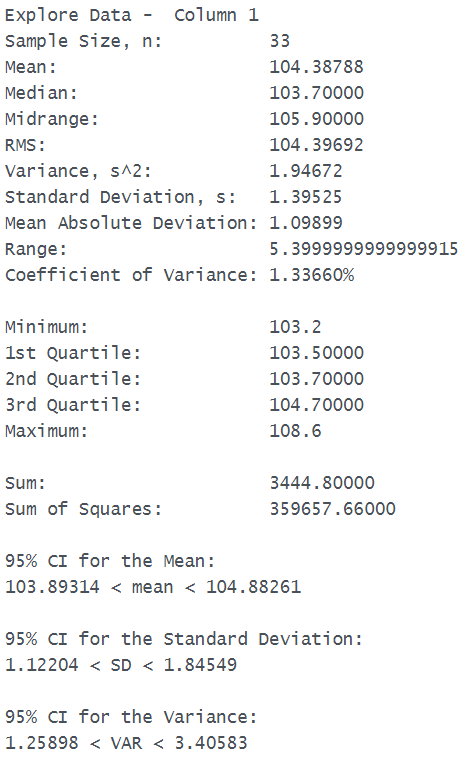 Explore Data -  Column 1
Sample Size, n:           33
Mean:                     104.38788
Median:                   103.70000
Midrange:                 105.90000
RMS:                      104.39692
Variance, s^2:            1.94672
Standard Deviation, s:    1.39525
Mean Absolute Deviation: 1.09899
Range:                    5.3999999999999915
Coefficient of Variance: 1.33660%
Minimum:                  103.2
1st Quartile:             103.50000
2nd Quartile:             103.70000
3rd Quartile:             104.70000
Maximum:                  108.6
Sum:                      3444.80000
Sum of Squares:           359657.66000
95% CI for the Mean:
103.89314 < mean < 104.88261
95% CI for the Standard Deviation:
1.12204 < SD < 1.84549
95% CI for the Variance:
1.25898 < VAR < 3.40583